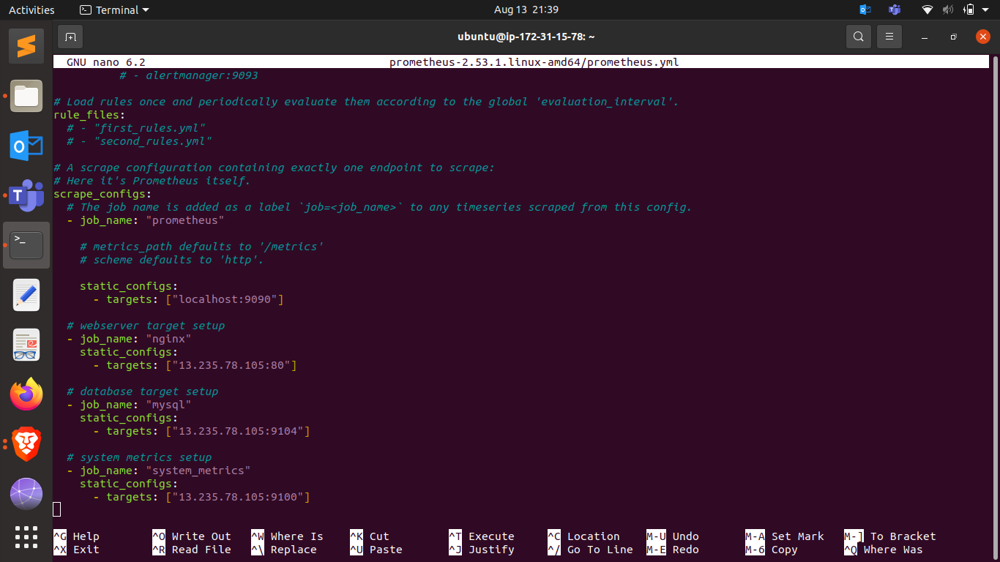 Activities
Terminal
Aug 13 21:39
ubuntu@ip-172-31-15-78: ~
GNU nano 6.2 prometheus-2.53.1.linux-amd64/prometheus.yml
# - alertmanager:9093
# Load rules once and periodically evaluate them according to the global 'evaluation_interval'.
rule_files:
# - "first_rules.yml"
# - "second_rules.yml"
# A scrape configuration containing exactly one endpoint to scrape:
# Here it's Prometheus itself.
scrape_configs:
# The job name is added as a label `job=<job_name>` to any timeseries scraped from this config.
- job_name: "prometheus"
# metrics_path defaults to '/metrics'
# scheme defaults to 'http'.
static_configs:
- targets: ["localhost:9090"]
# webserver target setup
- job_name: "nginx"
static_configs:
- targets: ["13.235.78.105:80"]
# database target setup
- job_name: "mysql"
static_configs:
- targets: ["13.235.78.105:9104"]
# system metrics setup
- job_name: "system_metrics"
static_configs:
- targets: ["13.235.78.105:9100"]
^G Help ^O Write Out ^W Where Is ^K Cut ^T Execute ^C Location M-U Undo M-A Set Mark M-] To Bracket
^X Exit ^R Read File ^\ Replace ^U Paste ^J Justify ^/ Go To Line M-E Redo M-6 Copy ^Q Where Was